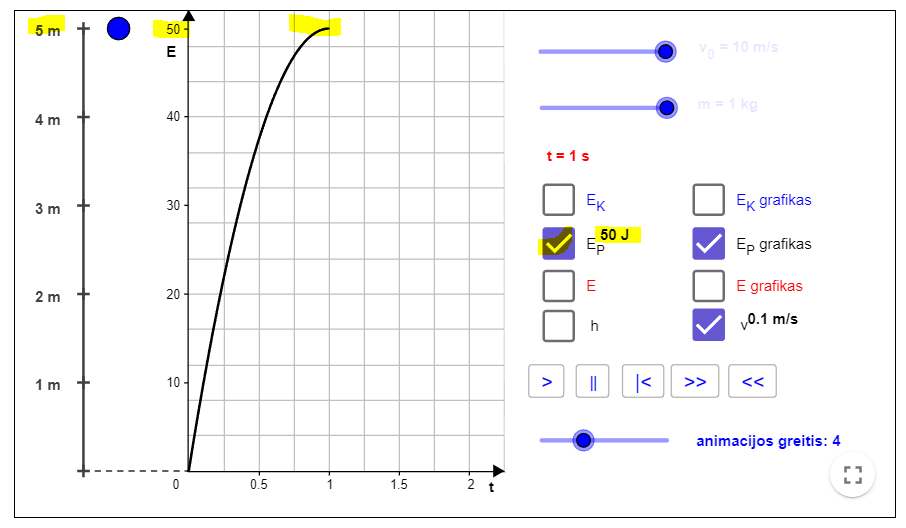 5 m
4 m
3 m
2 m
1 m
50
E
40
30
20
10
0
0.5
1
1.5
2
t
v0 = 10 m/s
m = 1 kg
t = 1 s
EK
EK grafikas
EP 50 J
EP grafikas
E
E grafikas
h
v 0.1 m/s
> || |< >> <<
animacijos greitis: 4